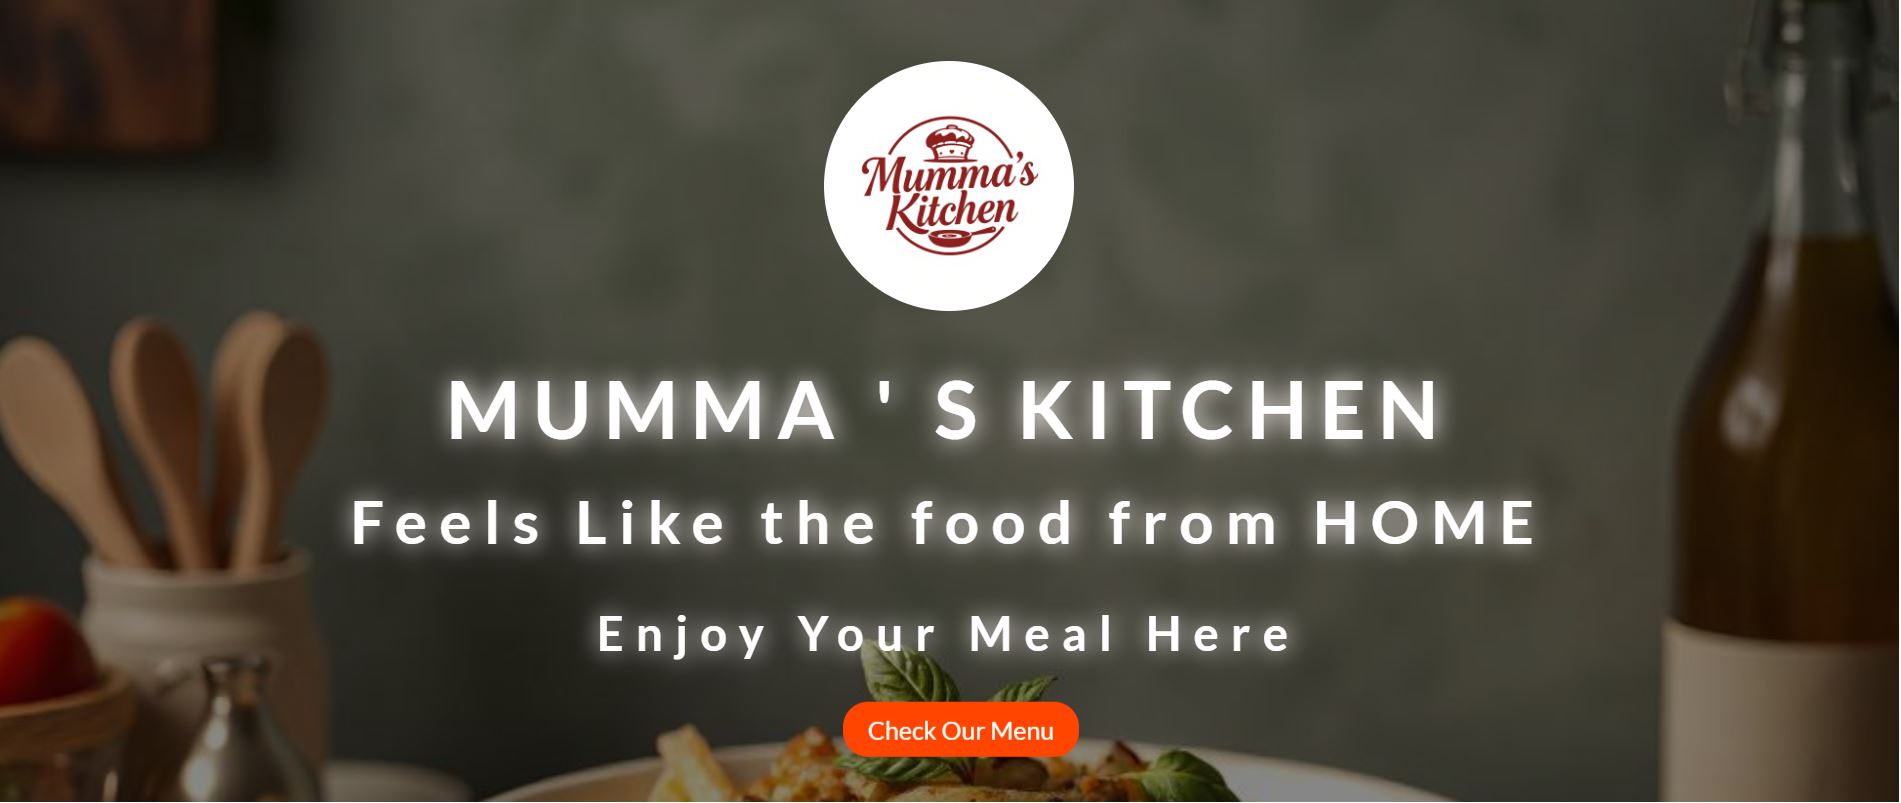 Mumma's
Kitchen
MUMMA ' S KITCHEN
Feels Like the food from HOME
Enjoy Your Meal Here
Check Our Menu